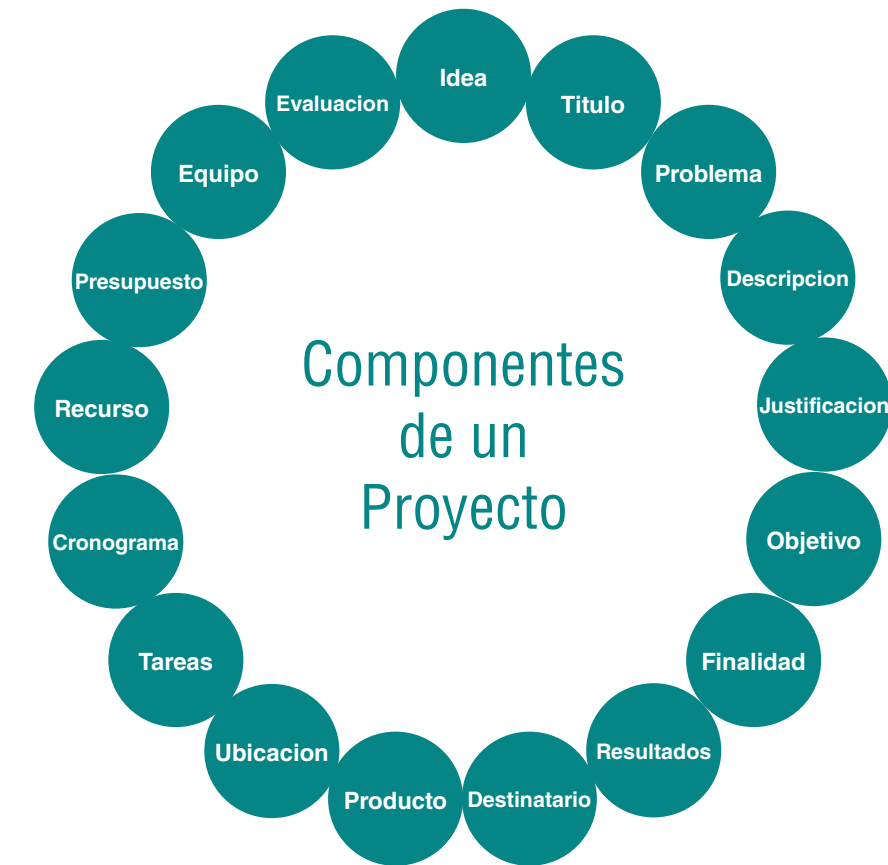 Idea
Titulo
Problema
Descripcion
Justificacion
Objetivo
Finalidad
Resultados
Destinatario
Producto
Ubicacion
Tareas
Cronograma
Recurso
Presupuesto
Equipo
Evaluacion
Componentes
de un
Proyecto